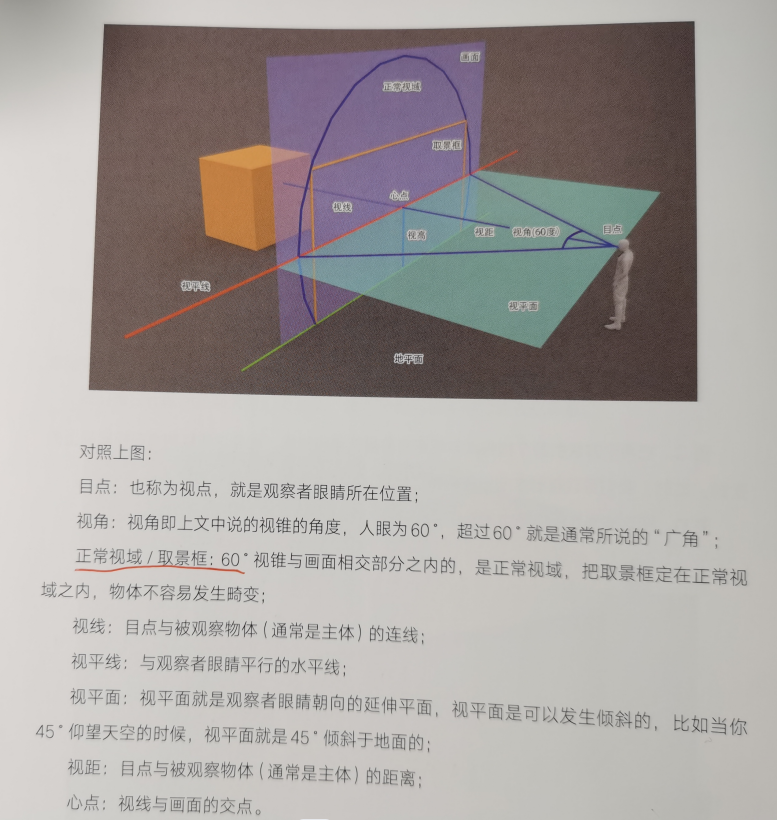 画面
正常视域
取景框
心点
视线
视高
视距
视角(60度)
目点
视平线
视平面
地平面
对照上图：
目点：也称为视点，就是观察者眼睛所在位置；
视角：视角即上文中说的视锥的角度，人眼为60°，超过60°就是通常所说的“广角”；
正常视域 / 取景框：60°视锥与画面相交部分之内的，是正常视域，把取景框定在正常视
域之内，物体不容易发生畸变；
视线：目点与被观察物体（通常是主体）的连线；
视平线：与观察者眼睛平行的水平线；
视平面：视平面就是观察者眼睛朝向的延伸平面，视平面是可以发生倾斜的，比如当你
45°仰望天空的时候，视平面就是45°倾斜于地面的；
视距：目点与被观察物体（通常是主体）的距离；
心点：视线与画面的交点。